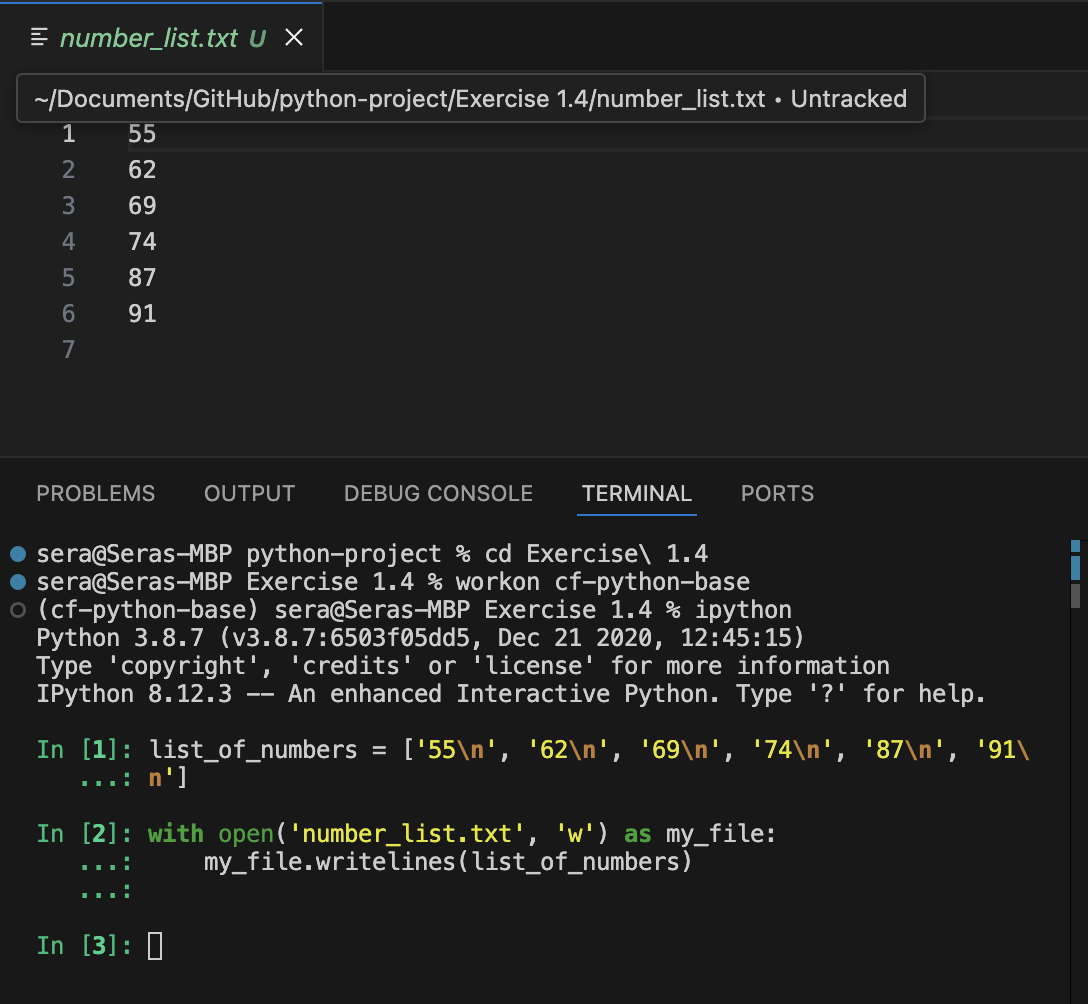 number_list.txt U
~/Documents/GitHub/python-project/Exercise 1.4/number_list.txt • Untracked
1 55
2 62
3 69
4 74
5 87
6 91
7
PROBLEMS OUTPUT DEBUG CONSOLE TERMINAL PORTS
sera@Seras-MBP python-project % cd Exercise\ 1.4
sera@Seras-MBP Exercise 1.4 % workon cf-python-base
(cf-python-base) sera@Seras-MBP Exercise 1.4 % ipython
Python 3.8.7 (v3.8.7:6503f05dd5, Dec 21 2020, 12:45:15)
Type 'copyright', 'credits' or 'license' for more information
IPython 8.12.3 -- An enhanced Interactive Python. Type '?' for help.
In [1]: list_of_numbers = ['55\n', '62\n', '69\n', '74\n', '87\n', '91\
...: n']
In [2]: with open('number_list.txt', 'w') as my_file:
...:     my_file.writelines(list_of_numbers)
...:
In [3]: